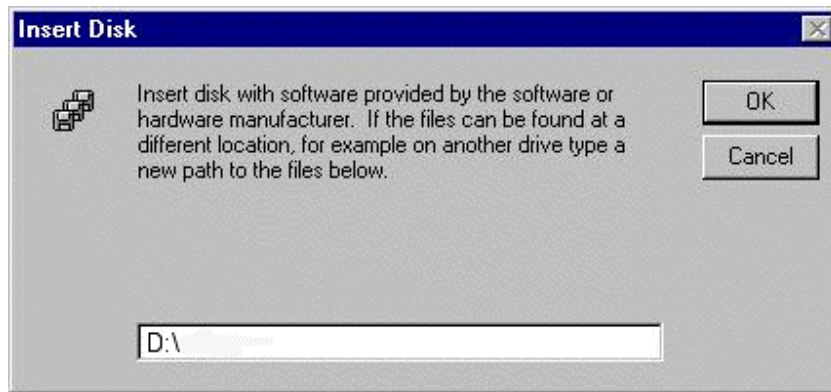 Insert Disk
Insert disk with software provided by the software or
hardware manufacturer.  If the files can be found at a
different location, for example on another drive type a
new path to the files below.
OK
Cancel
D:\